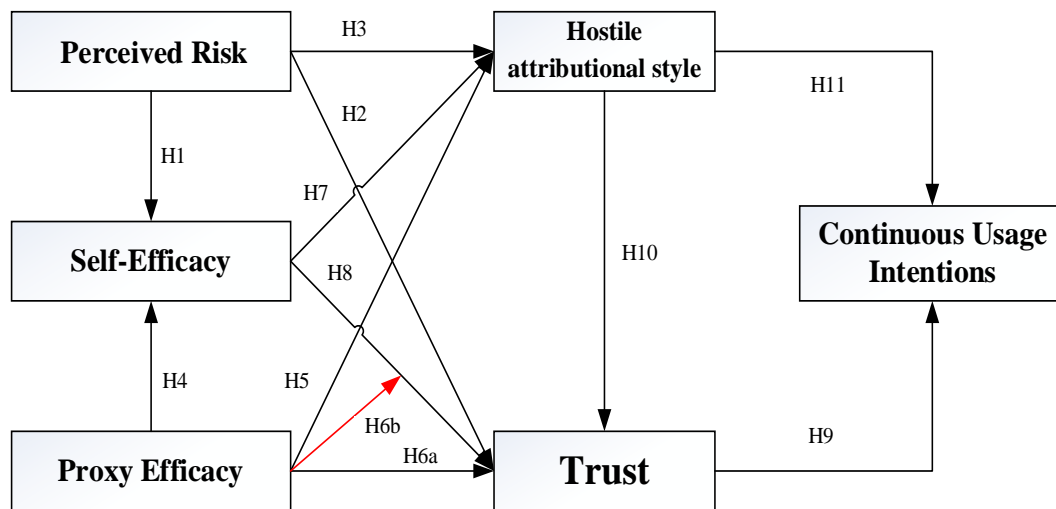 Perceived Risk
H3
Hostile
attributional style
H2
H11
H1
H7
Self-Efficacy
H8
H10
Continuous Usage
Intentions
H4
H5
H6b
H6a
H9
Proxy Efficacy
Trust